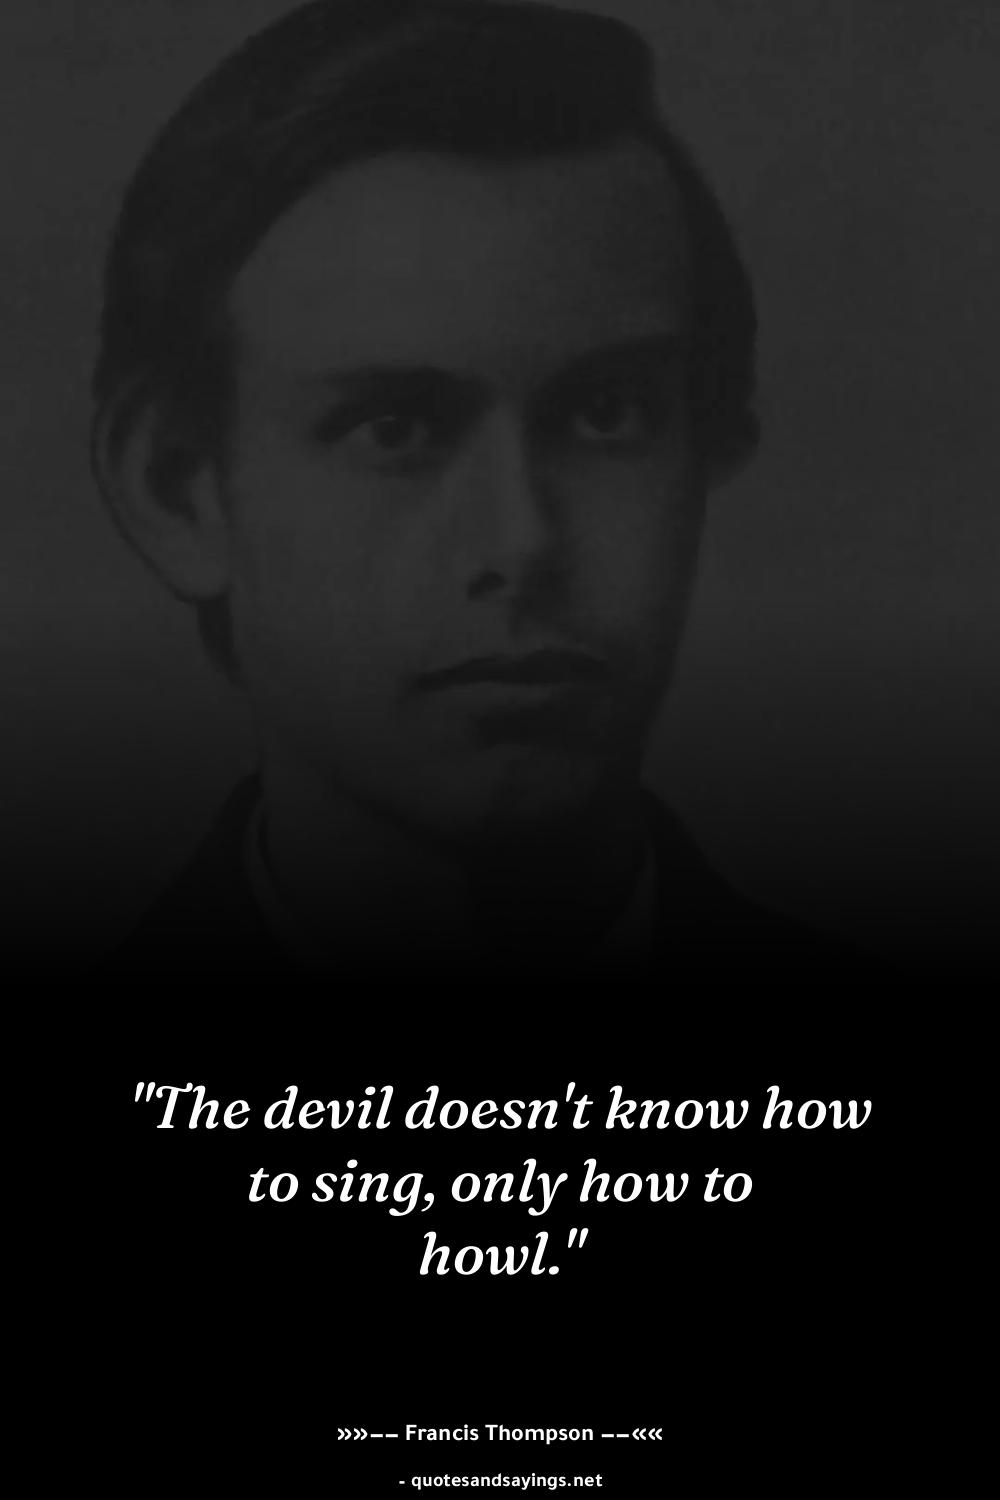 "The devil doesn't know how
to sing, only how to
howl."
»»−− Francis Thompson −−««
- quotesandsayings.net